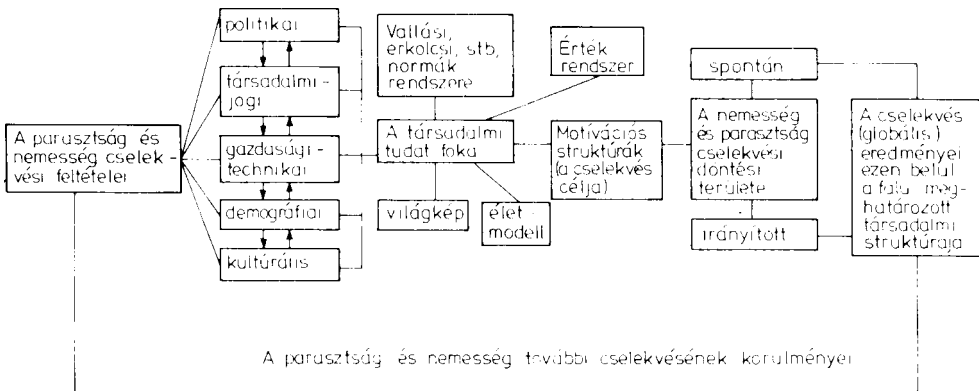 A parasztság és
nemesség cselek-
vési feltételei
politikai
társadalmi-
jogi
gazdasági-
technikai
demográfiai
kultúrális
Vallási,
erkölcsi, stb,
normák
rendszere
Érték
rendszer
A társadalmi
tudat foka
világkép
élet-
modell
Motivációs
struktúrák
(a cselekvés
célja)
spontán
A nemesség
és parasztság
cselekvési
döntési
területe
irányított
A cselekvés
(globális)
eredményei
ezen belül
a falu meg-
határozott
társadalmi
struktúrája
A parasztság és nemesség további cselekvésének körülményei